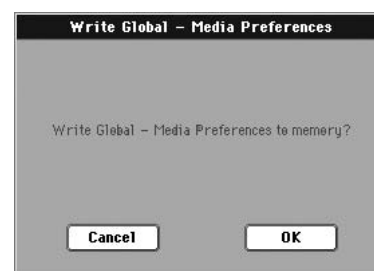 Write Global – Media Preferences
Write Global – Media Preferences to memory?
Cancel OK